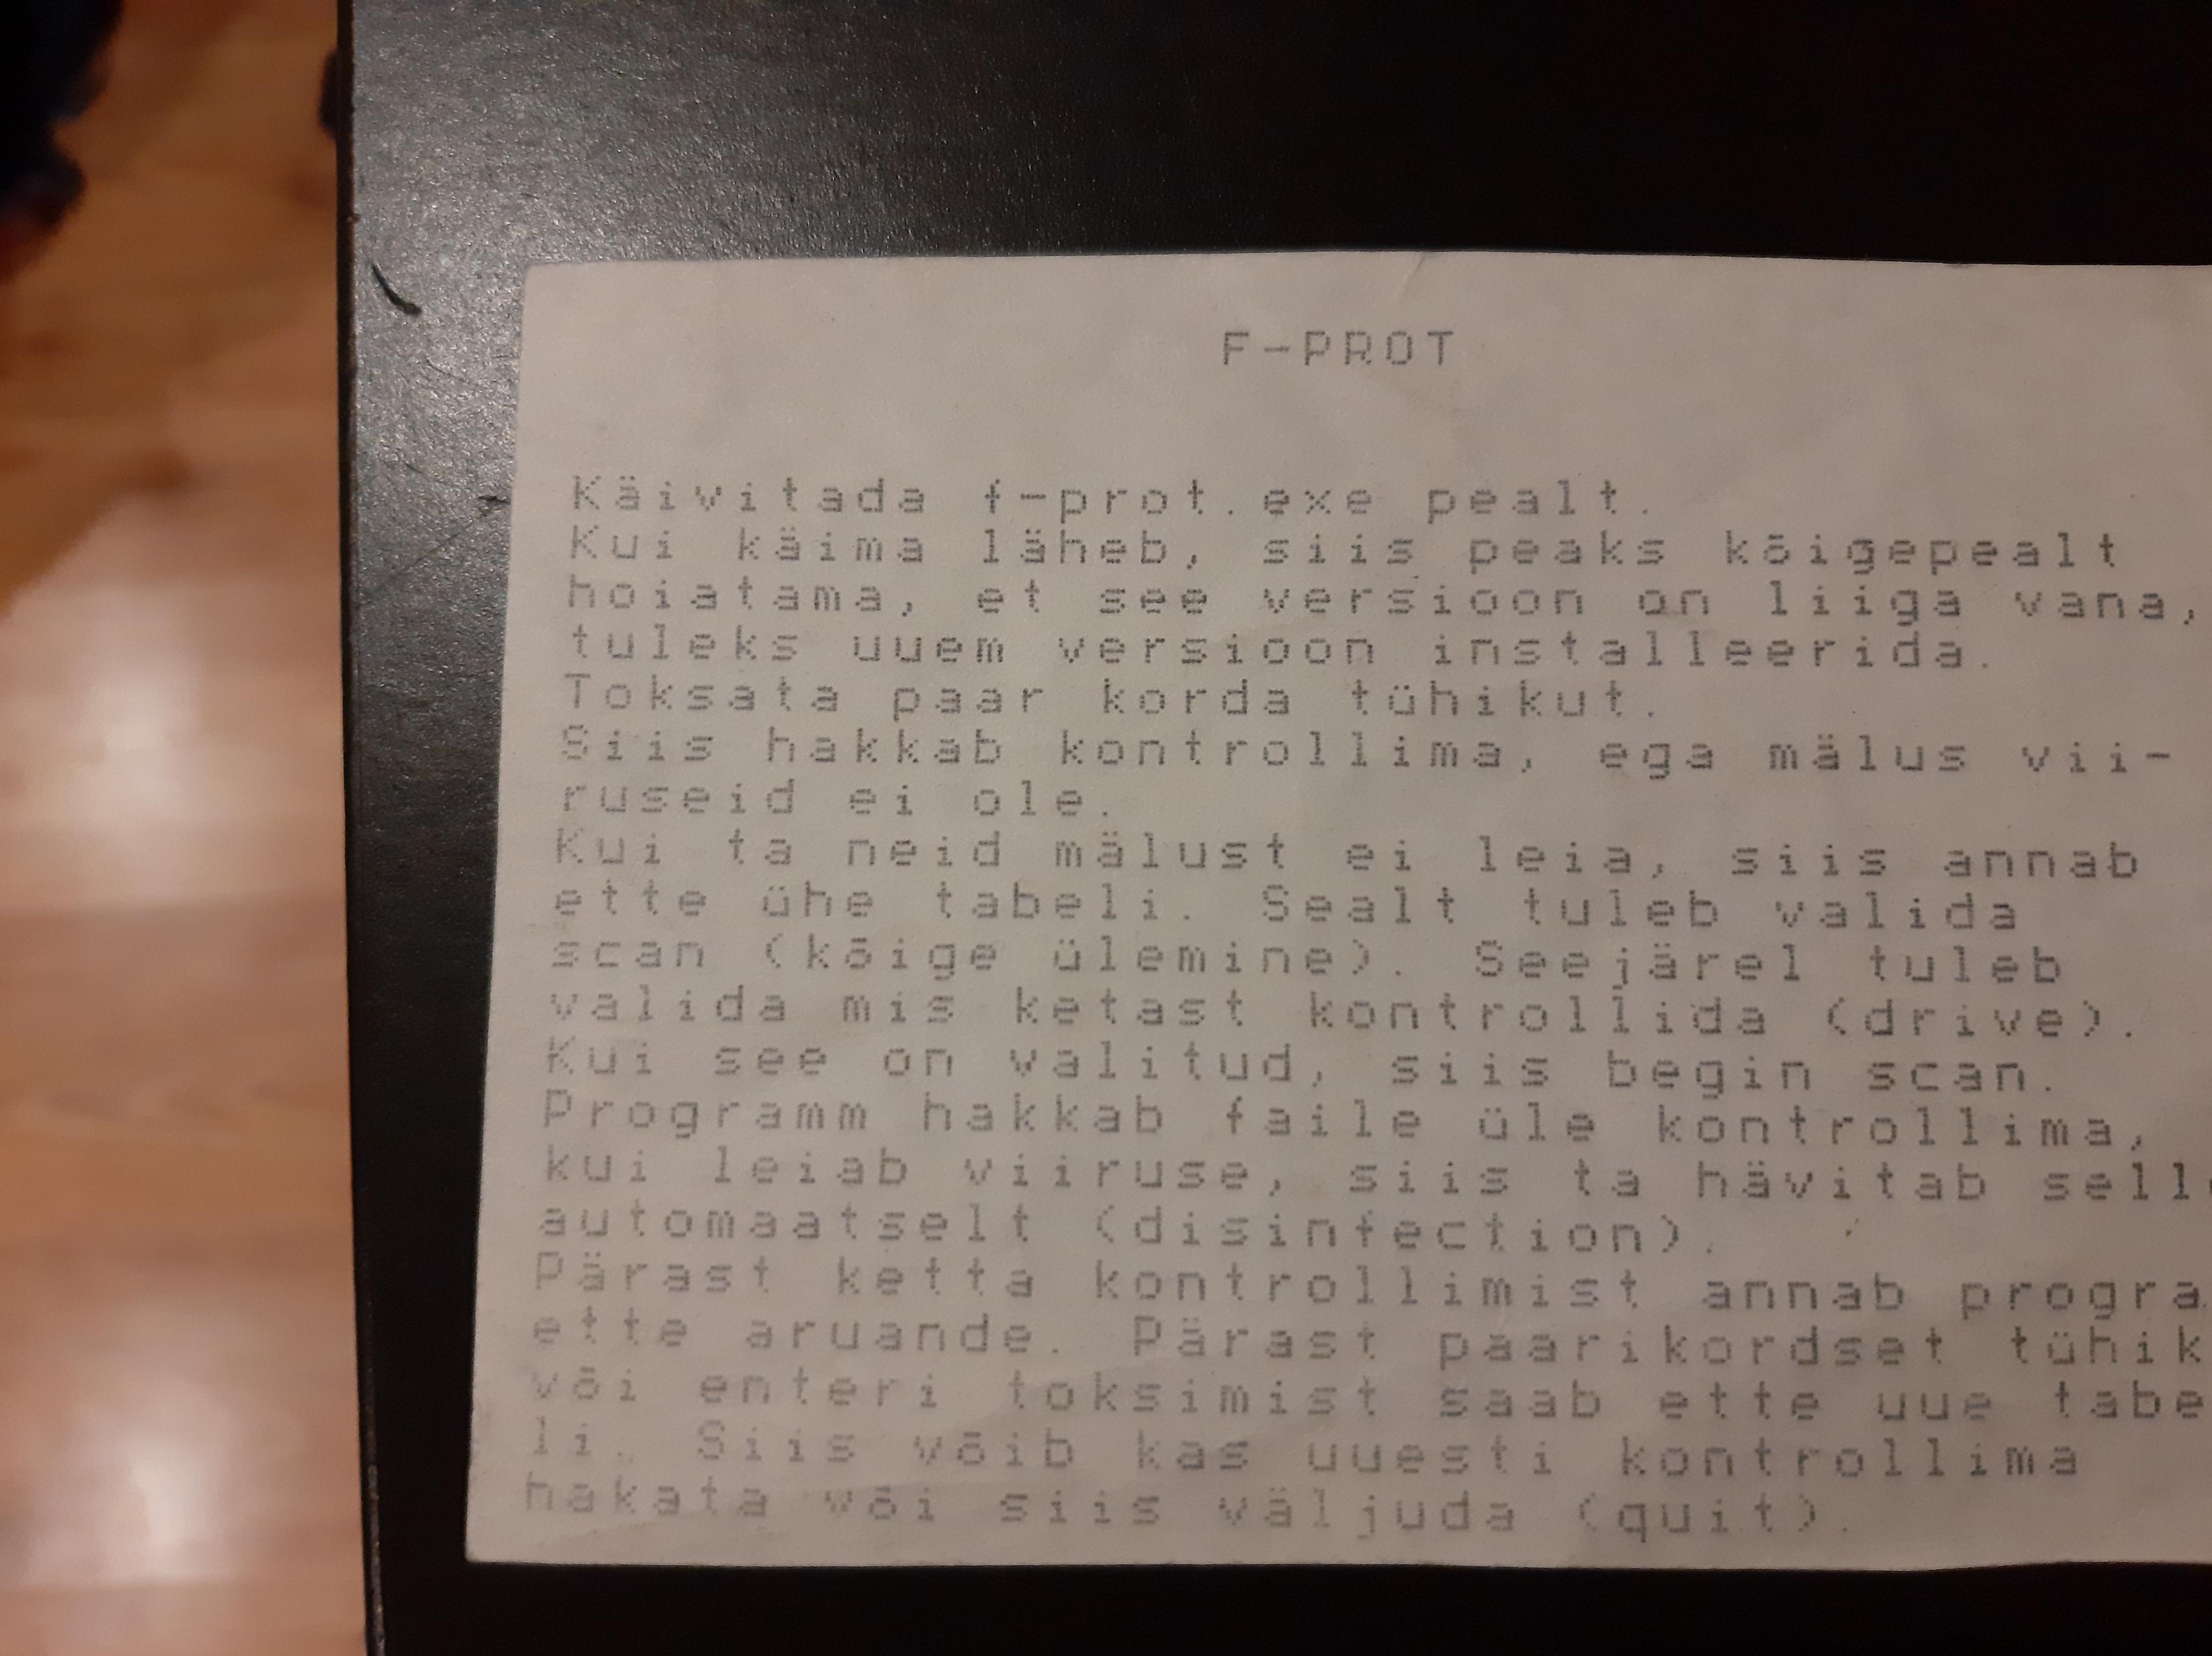 F-PROT
Käivitada f-prot.exe pealt.
Kui käima läheb, siis peaks kõigepealt
hoiatama, et see versioon on liiga vana,
tuleks uuem versioon installeerida.
Toksata paar korda tühikut.
Siis hakkab kontrollima, ega mälus vii-
ruseid ei ole.
Kui ta neid mälust ei leia, siis annab
ette ühe tabeli. Sealt tuleb valida
scan (kõige ülemine). Seejärel tuleb
valida mis ketast kontrollida (drive).
Kui see on valitud, siis begin scan.
Programm hakkab faile üle kontrollima,
kui leiab viiruse, siis ta hävitab selle
automaatselt (disinfection).
Pärast ketta kontrollimist annab progra
ette aruande. Pärast paarikordset tühik
või enteri toksimist saab ette uue tabe
li. Siis võib kas uuesti kontrollima
hakata või siis väljuda (quit).